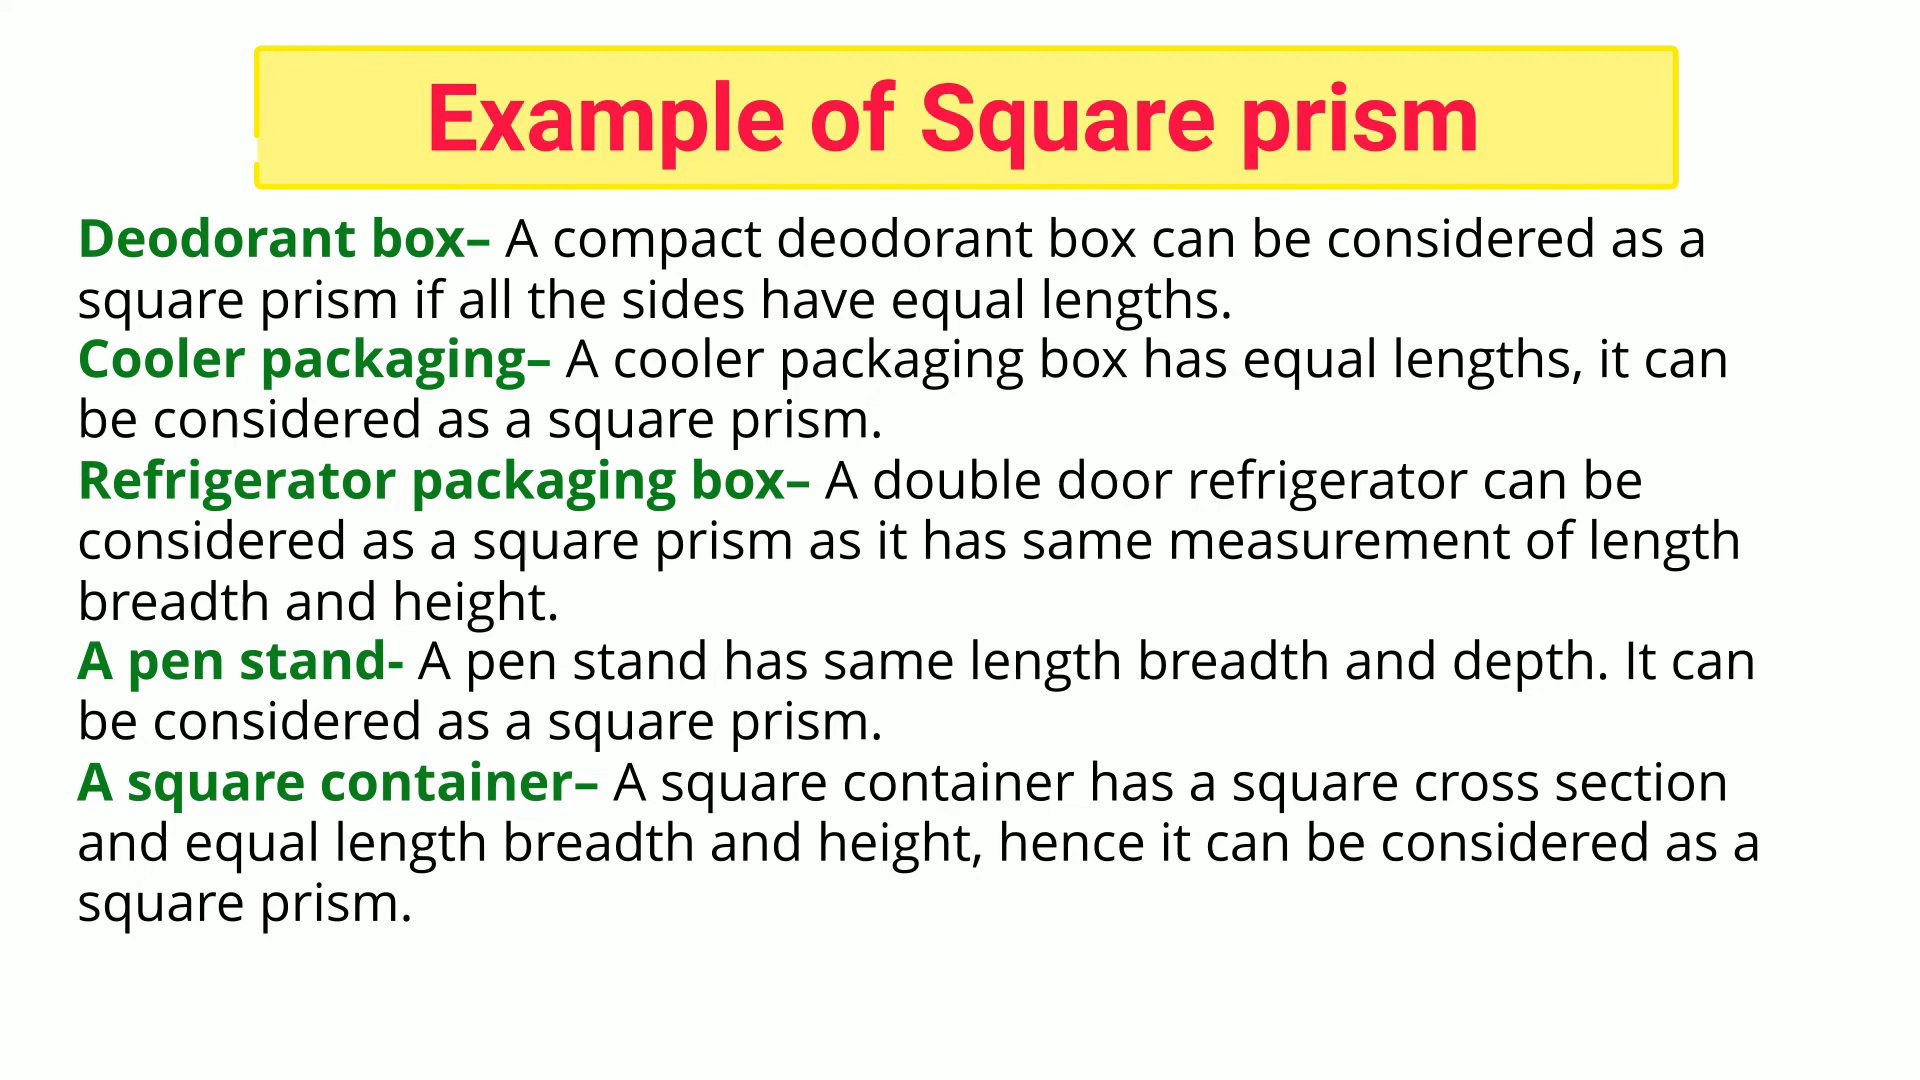 Example of Square prism
Deodorant box– A compact deodorant box can be considered as a
square prism if all the sides have equal lengths.
Cooler packaging– A cooler packaging box has equal lengths, it can
be considered as a square prism.
Refrigerator packaging box– A double door refrigerator can be
considered as a square prism as it has same measurement of length
breadth and height.
A pen stand- A pen stand has same length breadth and depth. It can
be considered as a square prism.
A square container– A square container has a square cross section
and equal length breadth and height, hence it can be considered as a
square prism.